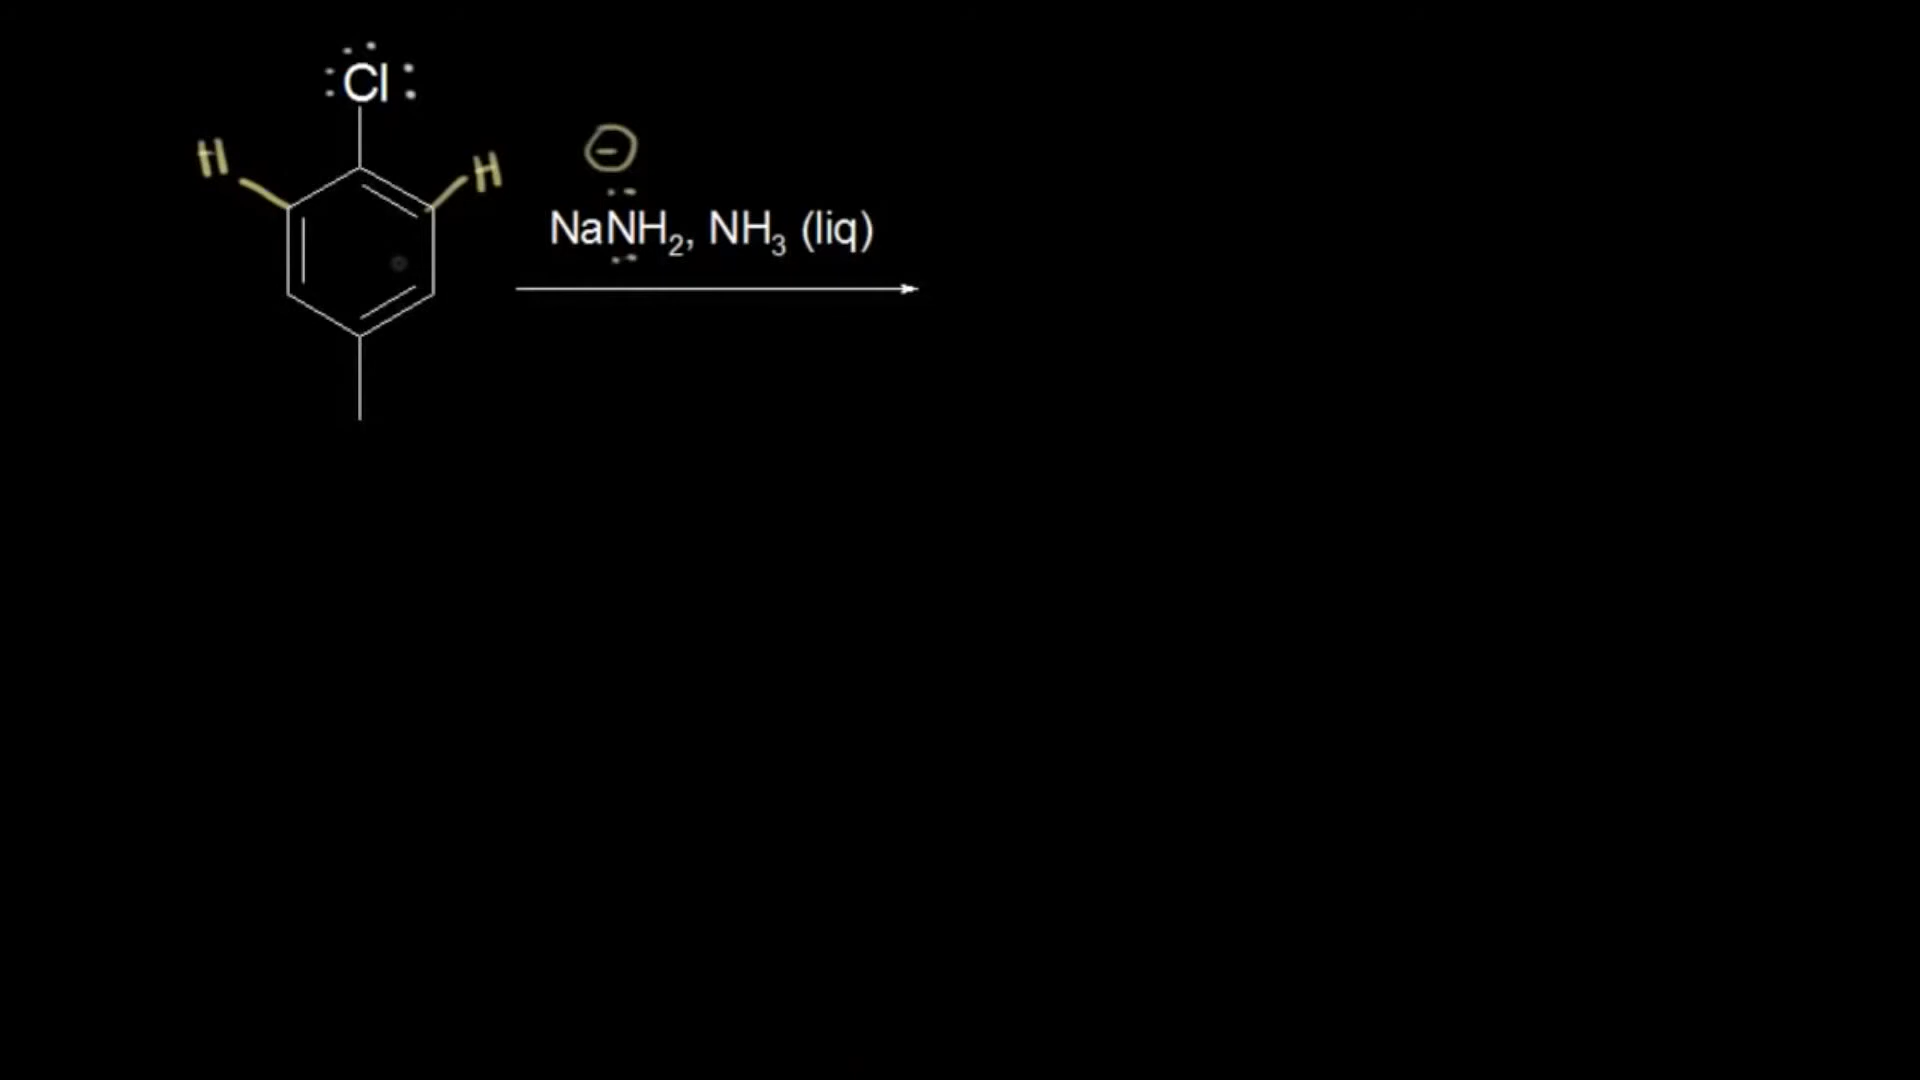 :Cl:
H
H
⊖
NaNH₂, NH₃ (liq)